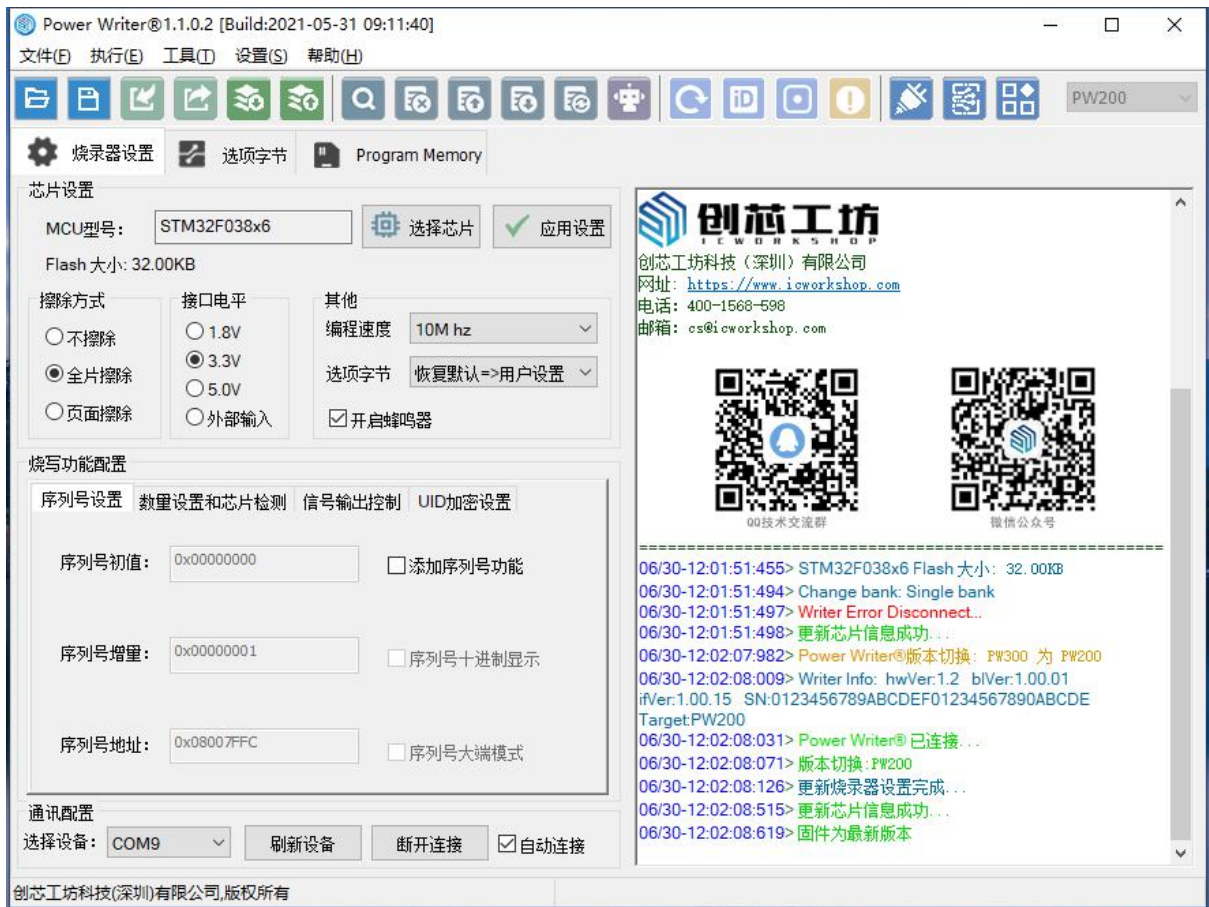 Power Writer®1.1.0.2 [Build:2021-05-31 09:11:40]
文件(F) 执行(E) 工具(T) 设置(S) 帮助(H)
iD
PW200
烧录器设置 选项字节 Program Memory
芯片设置
MCU型号: STM32F038x6 选择芯片 应用设置
Flash 大小: 32.00KB
擦除方式
不擦除
全片擦除
页面擦除
接口电平
1.8V
3.3V
5.0V
外部输入
其他
编程速度 10M hz
选项字节 恢复默认=>用户设置
开启蜂鸣器
烧写功能配置
序列号设置 数量设置和芯片检测 信号输出控制 UID加密设置
序列号初值: 0x00000000 添加序列号功能
序列号增量: 0x00000001 序列号十进制显示
序列号地址: 0x08007FFC 序列号大端模式
通讯配置
选择设备: COM9 刷新设备 断开连接 自动连接
创芯工坊科技(深圳)有限公司,版权所有
创芯工坊
ICWORKSHOP
创芯工坊科技（深圳）有限公司
网址: https://www.icworkshop.com
电话: 400-1568-598
邮箱: cs@icworkshop.com
QQ技术交流群 微信公众号
==========================================================
06/30-12:01:51:455> STM32F038x6 Flash 大小: 32.00KB
06/30-12:01:51:494> Change bank: Single bank
06/30-12:01:51:497> Writer Error Disconnect...
06/30-12:01:51:498> 更新芯片信息成功...
06/30-12:02:07:982> Power Writer®版本切换: PW300 为 PW200
06/30-12:02:08:009> Writer Info: hwVer:1.2 blVer:1.00.01
ifVer:1.00.15 SN:0123456789ABCDEF01234567890ABCDE
Target:PW200
06/30-12:02:08:031> Power Writer® 已连接...
06/30-12:02:08:071> 版本切换:PW200
06/30-12:02:08:126> 更新烧录器设置完成...
06/30-12:02:08:515> 更新芯片信息成功...
06/30-12:02:08:619> 固件为最新版本